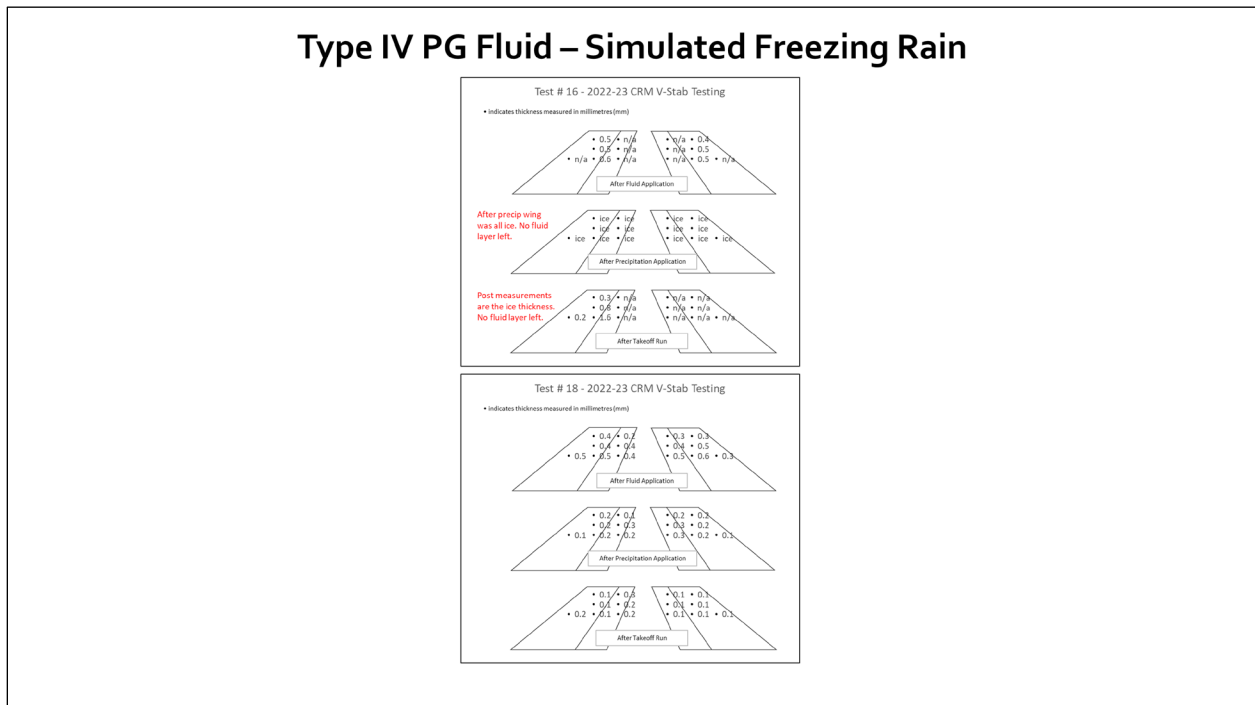 Type IV PG Fluid – Simulated Freezing Rain
Test # 16 - 2022-23 CRM V-Stab Testing
• indicates thickness measured in millimetres (mm)
• 0.5 • n/a • n/a • 0.4
• 0.5 • n/a • n/a • 0.5
• n/a • 0.6 • n/a • n/a • 0.5 • n/a
After Fluid Application
After precip wing
was all ice. No fluid
layer left.
• ice • ice • ice • ice
• ice • ice • ice • ice
• ice • ice • ice • ice • ice • ice
After Precipitation Application
Post measurements
are the ice thickness.
No fluid layer left.
• 0.3 • n/a • n/a • n/a
• 0.8 • n/a • n/a • n/a
• 0.2 • 1.6 • n/a • n/a • n/a • n/a
After Takeoff Run
Test # 18 - 2022-23 CRM V-Stab Testing
• indicates thickness measured in millimetres (mm)
• 0.4 • 0.2 • 0.3 • 0.3
• 0.4 • 0.4 • 0.4 • 0.5
• 0.5 • 0.5 • 0.4 • 0.5 • 0.6 • 0.3
After Fluid Application
• 0.2 • 0.1 • 0.2 • 0.2
• 0.2 • 0.3 • 0.3 • 0.2
• 0.1 • 0.2 • 0.2 • 0.3 • 0.2 • 0.1
After Precipitation Application
• 0.1 • 0.3 • 0.1 • 0.1
• 0.1 • 0.2 • 0.1 • 0.1
• 0.2 • 0.1 • 0.2 • 0.1 • 0.1 • 0.1
After Takeoff Run